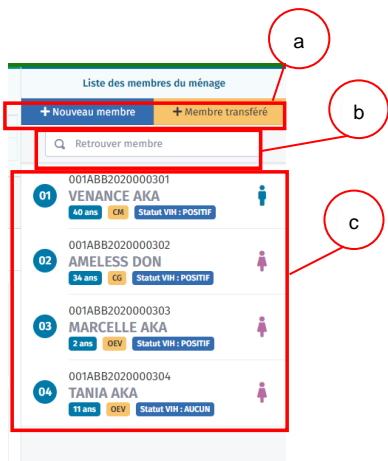 a
Liste des membres du ménage
+ Nouveau membre + Membre transféré
b
Retrouver membre
001ABB2020000301
01 VENANCE AKA
40 ans CM Statut VIH : POSITIF
c
001ABB2020000302
02 AMELESS DON
34 ans CG Statut VIH : POSITIF
001ABB2020000303
03 MARCELLE AKA
2 ans OEV Statut VIH : POSITIF
001ABB2020000304
04 TANIA AKA
11 ans OEV Statut VIH : AUCUN